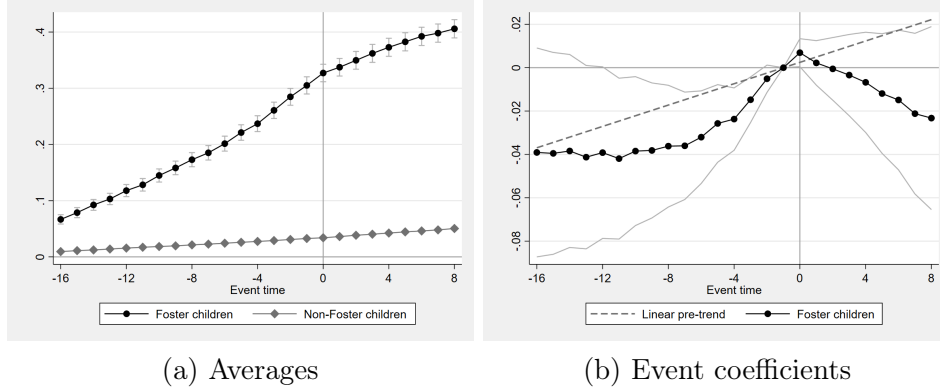 .4
.3
.2
.1
0
-16 -12 -8 -4 0 4 8
Event time
Foster children Non-Foster children
(a) Averages
.02
0
-.02
-.04
-.06
-.08
-16 -12 -8 -4 0 4 8
Event time
Linear pre-trend Foster children
(b) Event coefficients